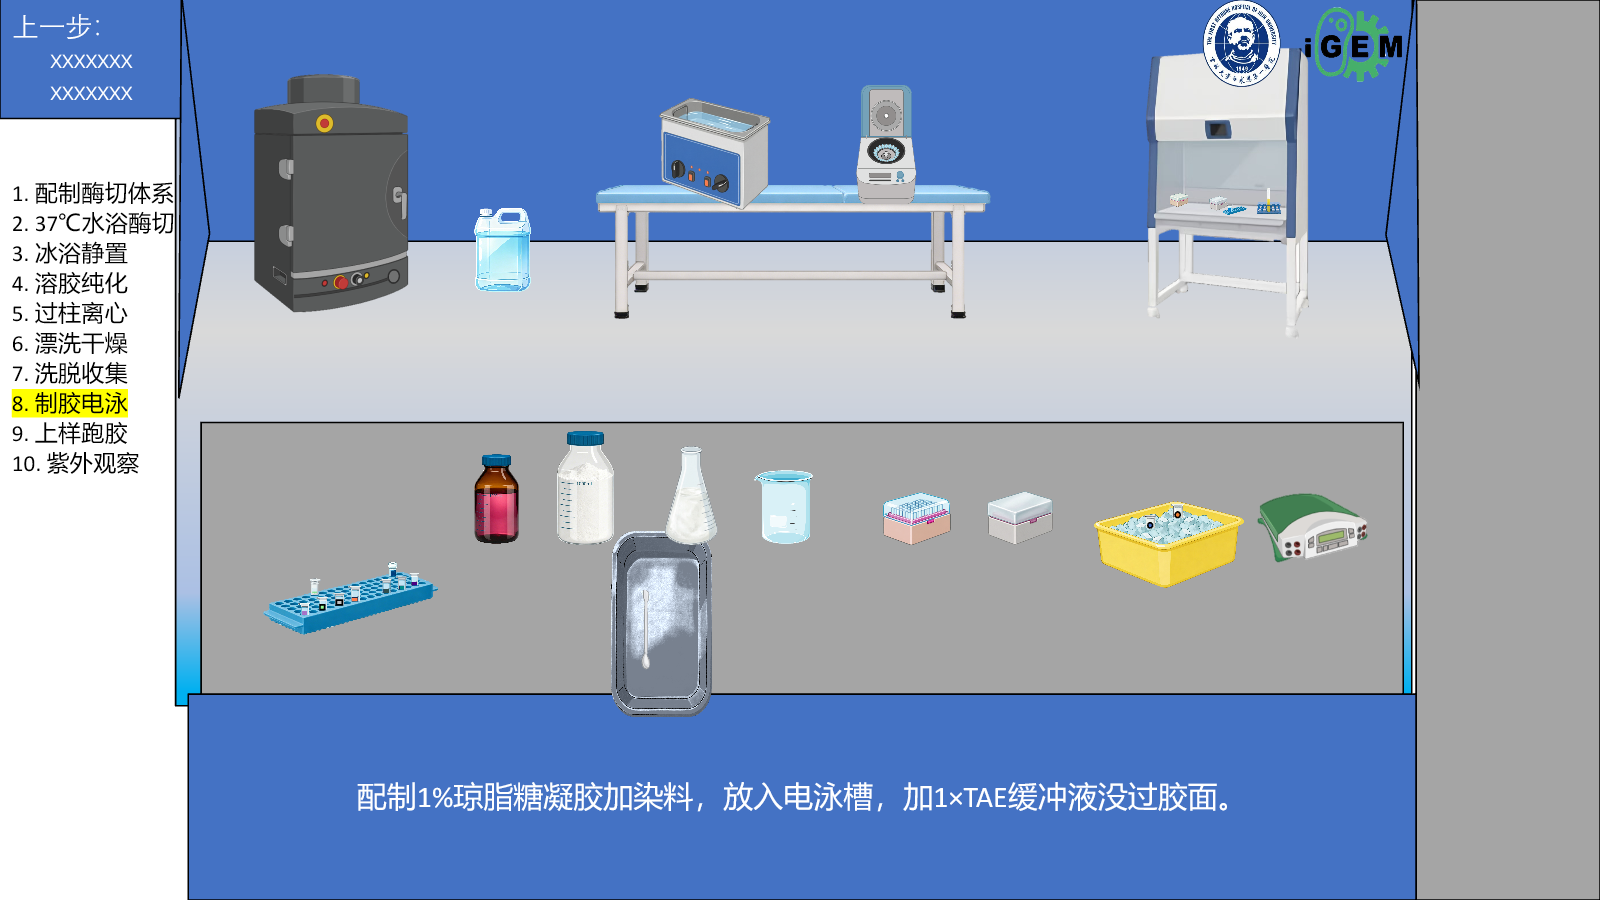 上一步：
XXXXXXX
XXXXXXX
1. 配制酶切体系
2. 37℃水浴酶切
3. 冰浴静置
4. 溶胶纯化
5. 过柱离心
6. 漂洗干燥
7. 洗脱收集
8. 制胶电泳
9. 上样跑胶
10. 紫外观察
iGEM
1949
配制1%琼脂糖凝胶加染料，放入电泳槽，加1×TAE缓冲液没过胶面。